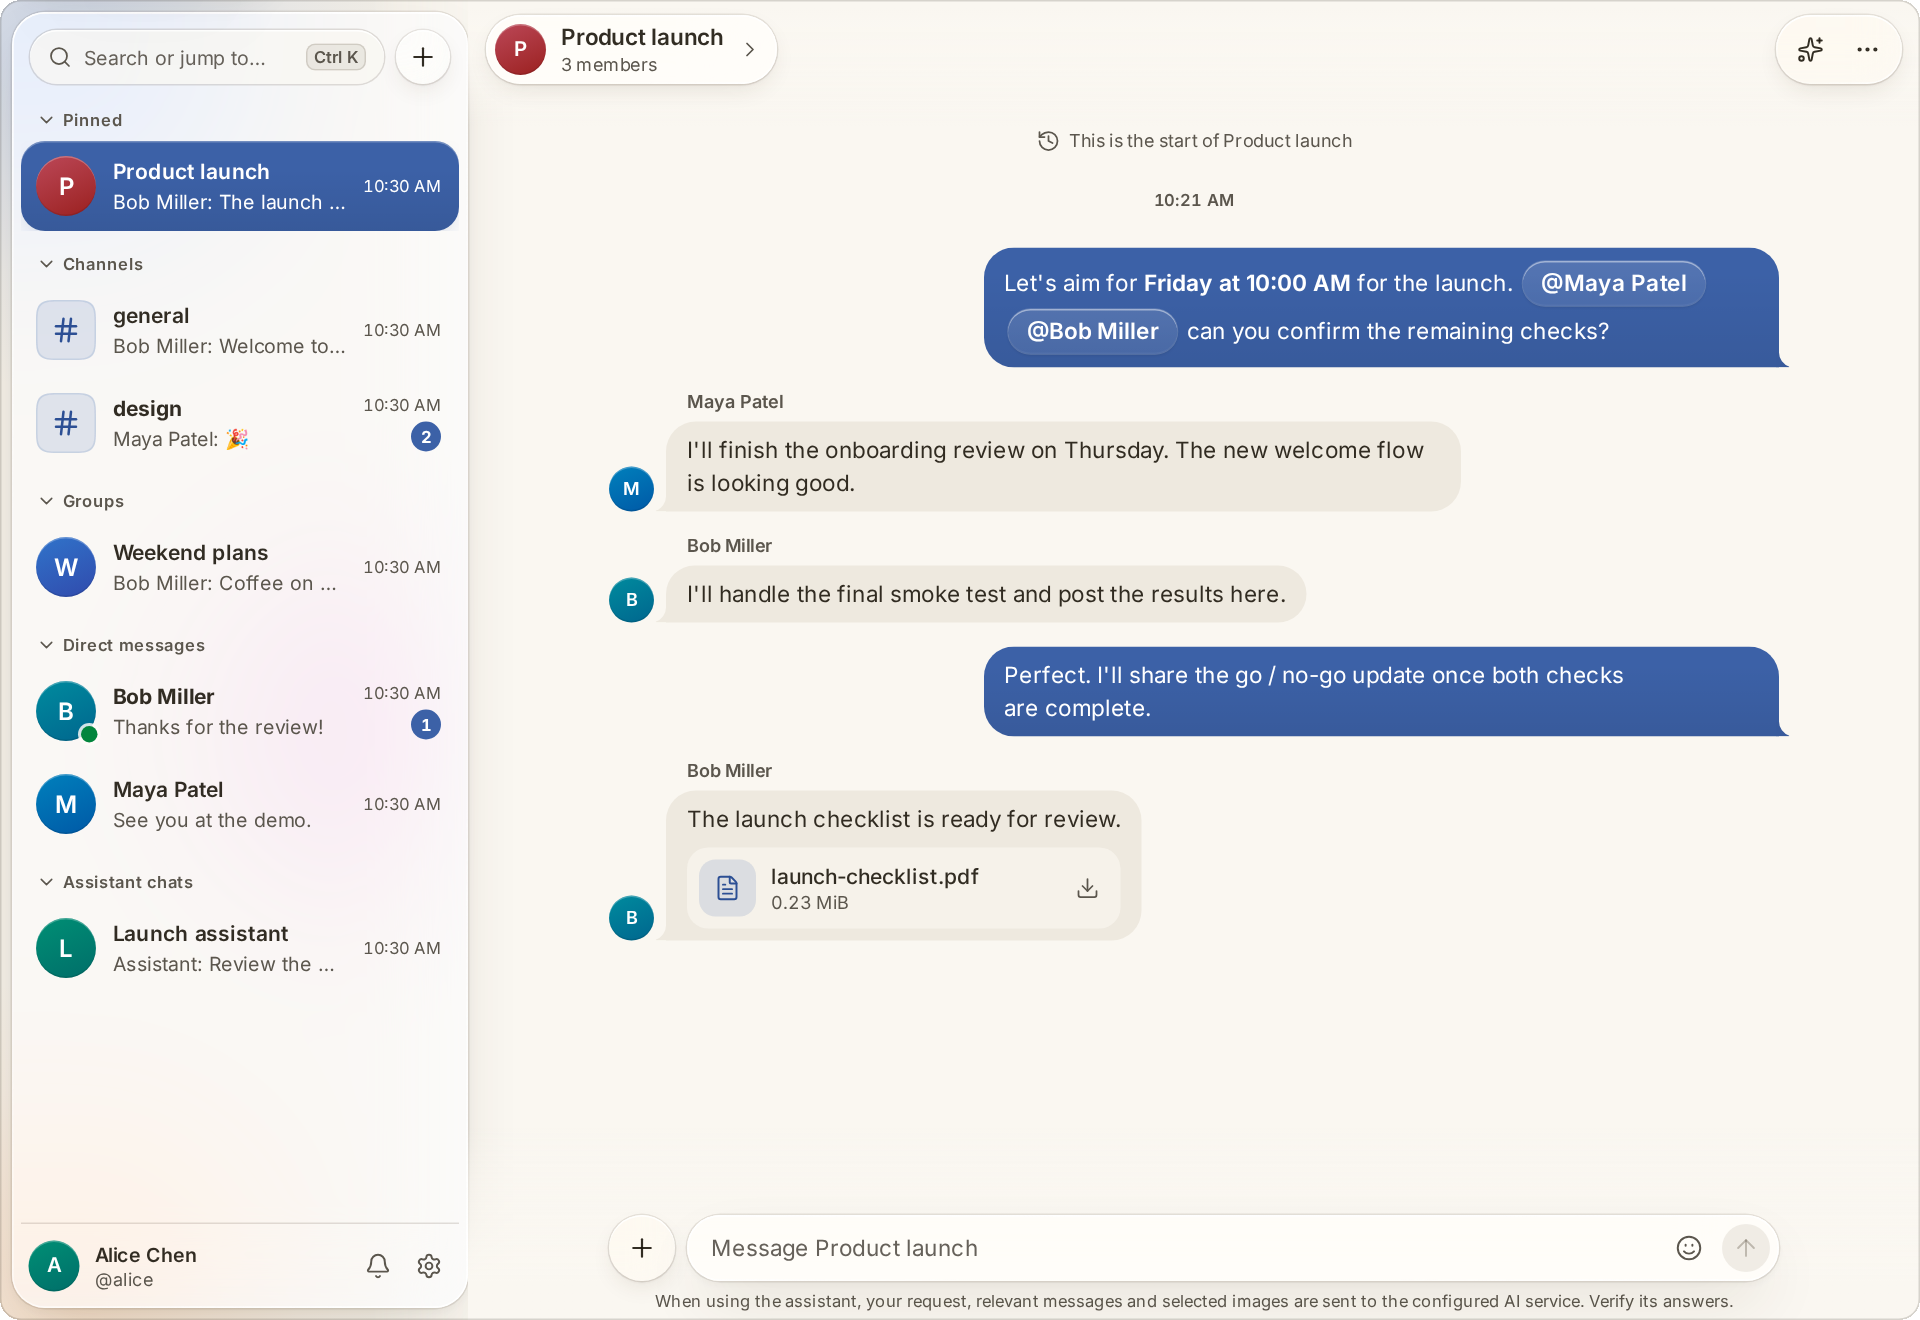 Search or jump to...
Ctrl K
Pinned
P
Product launch
10:30 AM
Bob Miller: The launch ...
Channels
general
10:30 AM
Bob Miller: Welcome to...
design
10:30 AM
Maya Patel: 🎉
2
Groups
W
Weekend plans
10:30 AM
Bob Miller: Coffee on ...
Direct messages
B
Bob Miller
10:30 AM
Thanks for the review!
1
M
Maya Patel
10:30 AM
See you at the demo.
Assistant chats
L
Launch assistant
10:30 AM
Assistant: Review the ...
A
Alice Chen
@alice
P
Product launch
3 members
This is the start of Product launch
10:21 AM
Let's aim for Friday at 10:00 AM for the launch. @Maya Patel
@Bob Miller can you confirm the remaining checks?
Maya Patel
I'll finish the onboarding review on Thursday. The new welcome flow
is looking good.
M
Bob Miller
I'll handle the final smoke test and post the results here.
B
Perfect. I'll share the go / no-go update once both checks
are complete.
Bob Miller
The launch checklist is ready for review.
launch-checklist.pdf
0.23 MiB
B
Message Product launch
When using the assistant, your request, relevant messages and selected images are sent to the configured AI service. Verify its answers.